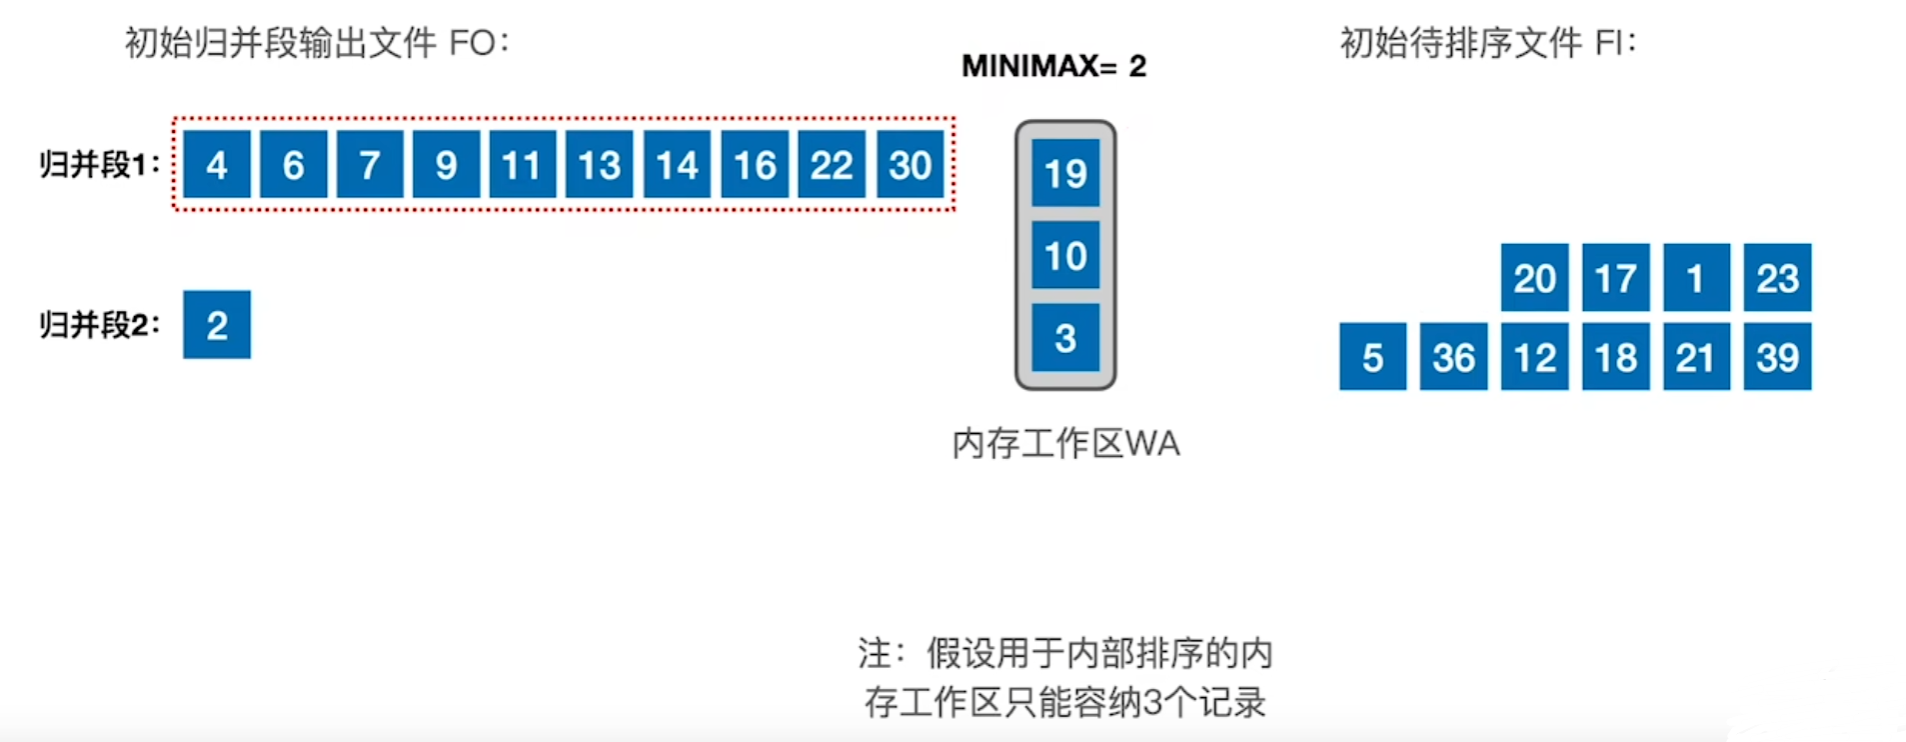 初始归并段输出文件 FO：
MINIMAX= 2
初始待排序文件 FI：
归并段1： 4 6 7 9 11 13 14 16 22 30
19
10
3
20 17 1 23
归并段2： 2
5 36 12 18 21 39
内存工作区WA
注：假设用于内部排序的内
存工作区只能容纳3个记录